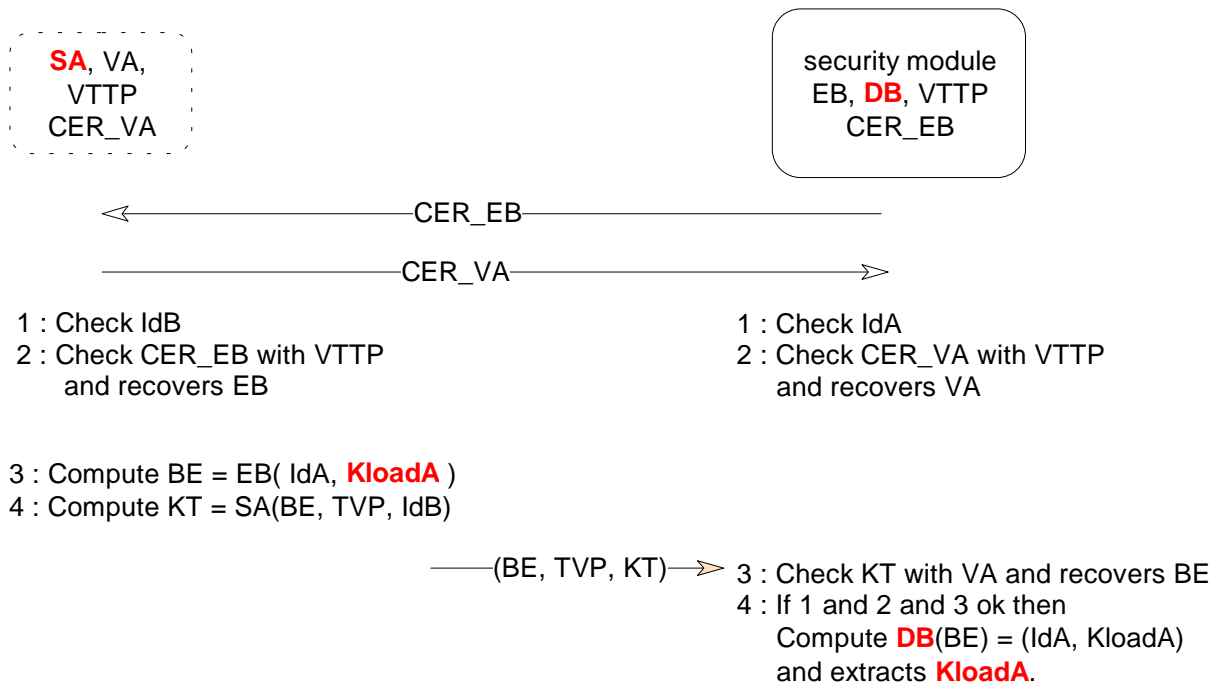 SA, VA,
VTTP
CER_VA
security module
EB, DB, VTTP
CER_EB
CER_EB
CER_VA
1 : Check IdB
2 : Check CER_EB with VTTP
and recovers EB
1 : Check IdA
2 : Check CER_VA with VTTP
and recovers VA
3 : Compute BE = EB( IdA, KloadA )
4 : Compute KT = SA(BE, TVP, IdB)
(BE, TVP, KT)
3 : Check KT with VA and recovers BE
4 : If 1 and 2 and 3 ok then
Compute DB(BE) = (IdA, KloadA)
and extracts KloadA.